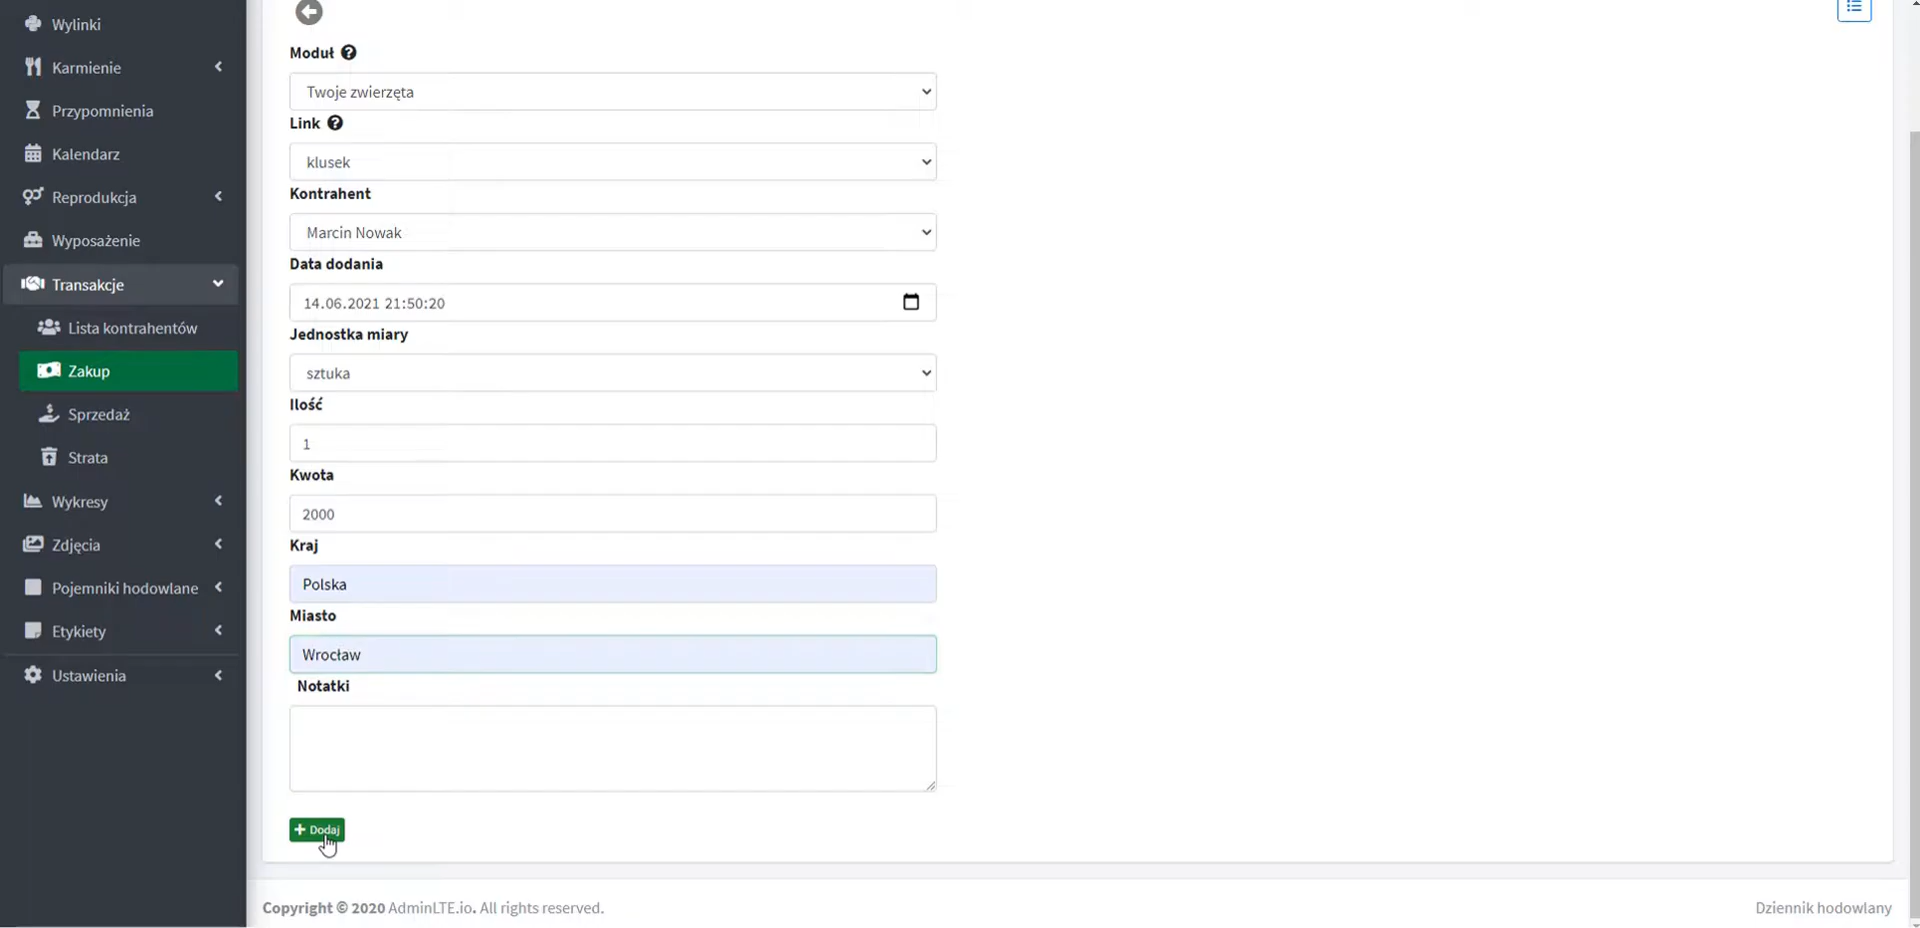 Wylinki
Karmienie
Przypomnienia
Kalendarz
Reprodukcja
Wyposażenie
Transakcje
Lista kontrahentów
Zakup
Sprzedaż
Strata
Wykresy
Zdjęcia
Pojemniki hodowlane
Etykiety
Ustawienia
Moduł
Twoje zwierzęta
Link
klusek
Kontrahent
Marcin Nowak
Data dodania
14.06.2021 21:50:20
Jednostka miary
sztuka
Ilość
1
Kwota
2000
Kraj
Polska
Miasto
Wrocław
Notatki
Dodaj
Copyright © 2020 AdminLTE.io. All rights reserved.
Dziennik hodowlany